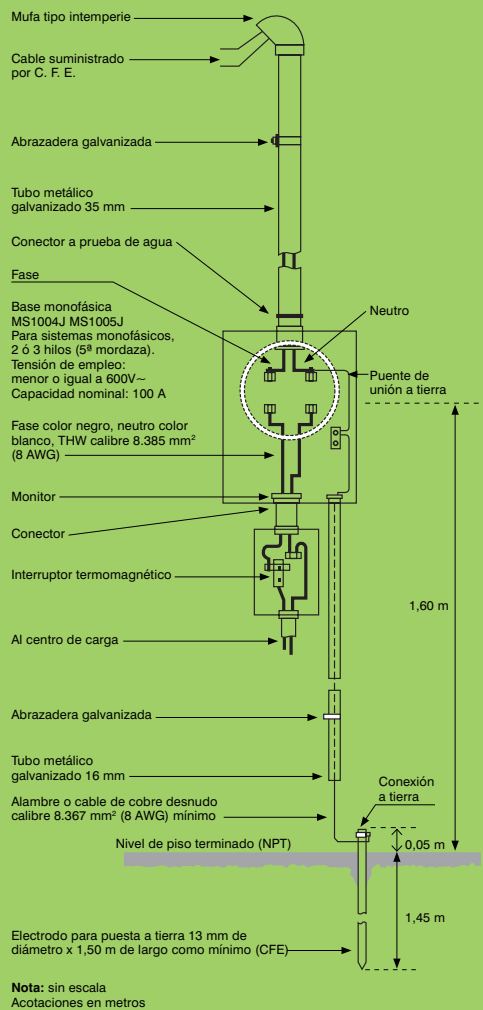 Mufa tipo intemperie
Cable suministrado
por C. F. E.
Abrazadera galvanizada
Tubo metálico
galvanizado 35 mm
Conector a prueba de agua
Fase
Neutro
Base monofásica
MS1004J MS1005J
Para sistemas monofásicos,
2 ó 3 hilos (5ª mordaza).
Tensión de empleo:
menor o igual a 600V~
Capacidad nominal: 100 A
Puente de
unión a tierra
Fase color negro, neutro color
blanco, THW calibre 8.385 mm²
(8 AWG)
Monitor
Conector
Interruptor termomagnético
1,60 m
Al centro de carga
Abrazadera galvanizada
Tubo metálico
galvanizado 16 mm
Conexión
a tierra
Alambre o cable de cobre desnudo
calibre 8.367 mm² (8 AWG) mínimo
Nivel de piso terminado (NPT)
0,05 m
1,45 m
Electrodo para puesta a tierra 13 mm de
diámetro x 1,50 m de largo como mínimo (CFE)
Nota: sin escala
Acotaciones en metros